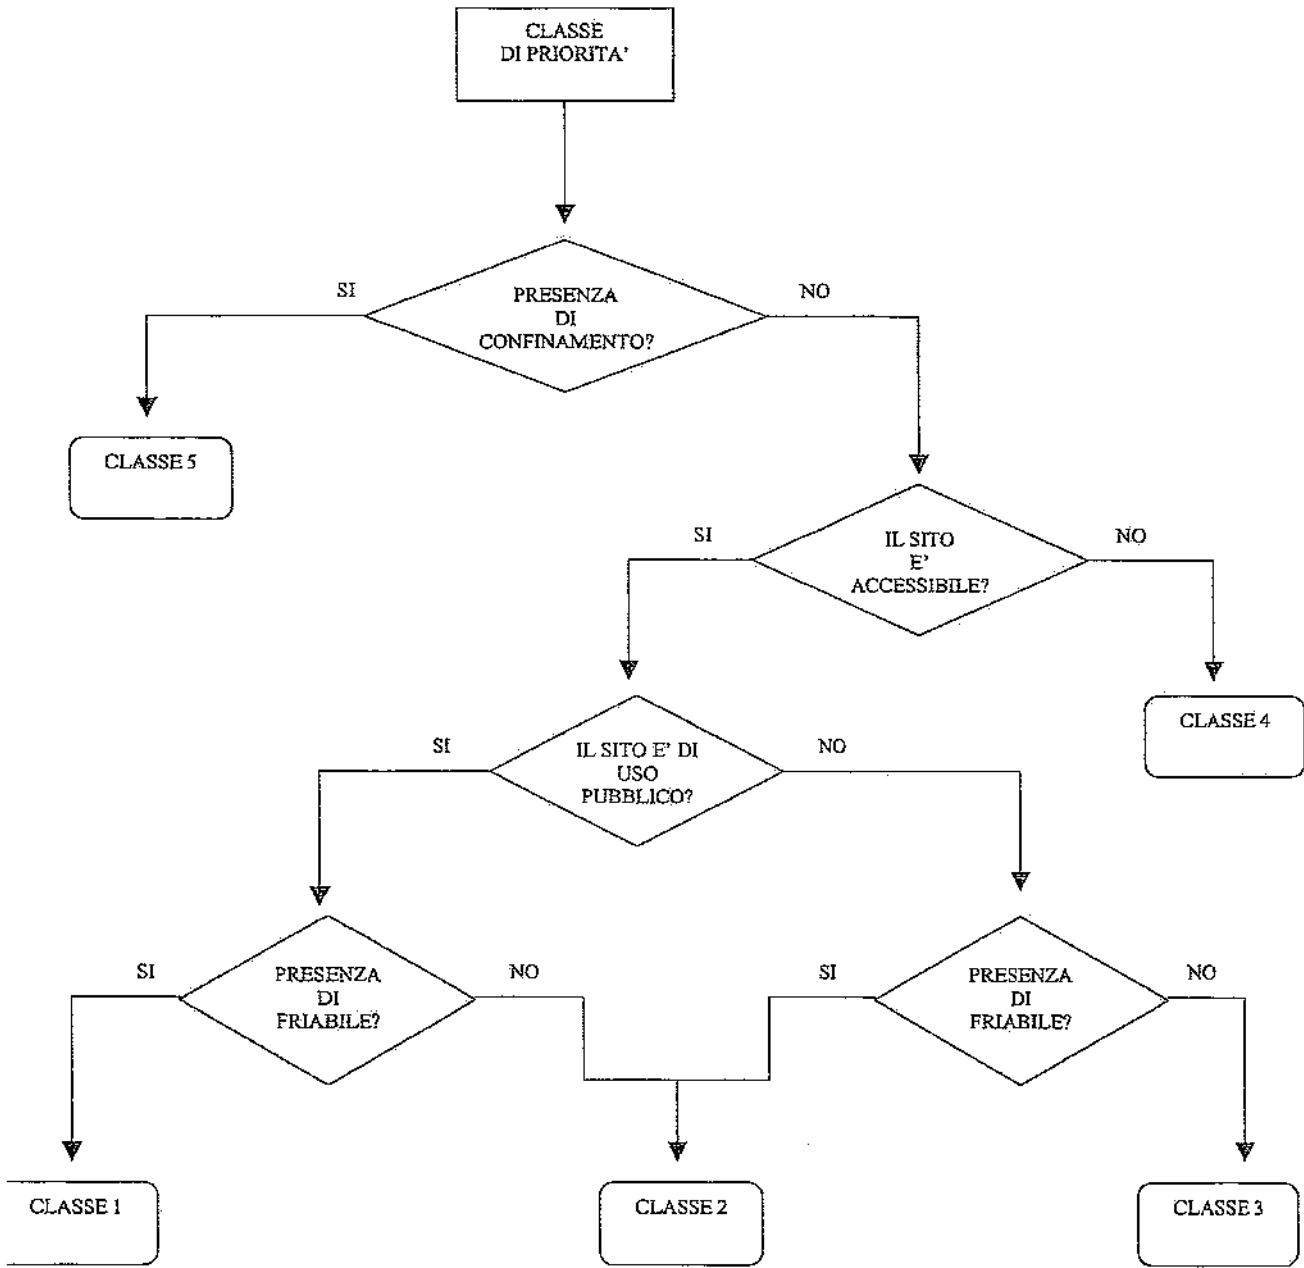 CLASSE
DI PRIORITA'
SI
NO
PRESENZA
DI
CONFINAMENTO?
CLASSE 5
SI
NO
IL SITO
E'
ACCESSIBILE?
CLASSE 4
SI
NO
IL SITO E' DI
USO
PUBBLICO?
SI
NO
PRESENZA
DI
FRIABILE?
SI
NO
PRESENZA
DI
FRIABILE?
CLASSE 1
CLASSE 2
CLASSE 3